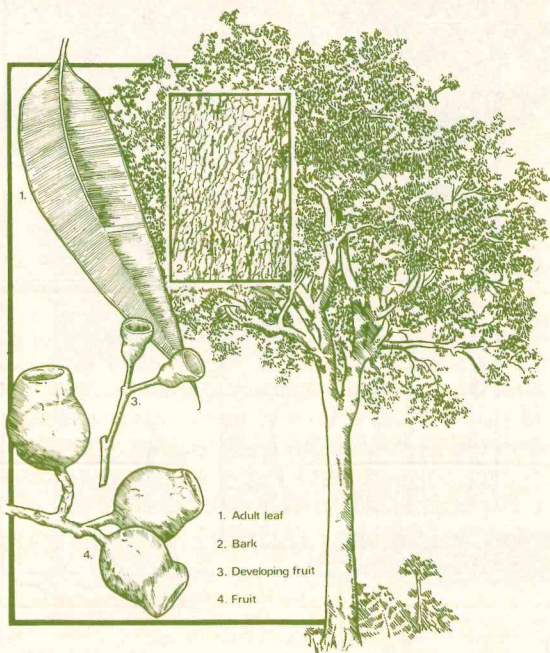 1.
2.
3.
4.
1. Adult leaf
2. Bark
3. Developing fruit
4. Fruit